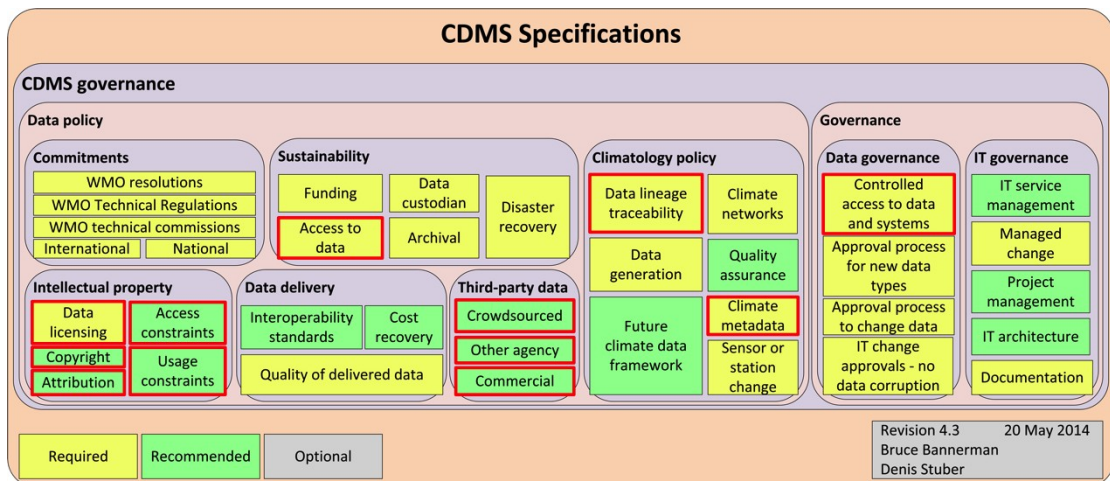 CDMS Specifications
CDMS governance
Data policy
Commitments
WMO resolutions
WMO Technical Regulations
WMO technical commissions
International
National
Sustainability
Funding
Data
custodian
Disaster
recovery
Access to
data
Archival
Climatology policy
Data lineage
traceability
Climate
networks
Data
generation
Quality
assurance
Future
climate data
framework
Climate
metadata
Sensor or
station change
Intellectual property
Data
licensing
Access
constraints
Copyright
Usage
constraints
Attribution
Data delivery
Interoperability
standards
Cost
recovery
Quality of delivered data
Third-party data
Crowdsourced
Other agency
Commercial
Governance
Data governance
Controlled
access to data
and systems
Approval process
for new data
types
Approval process
to change data
IT change
approvals - no
data corruption
IT governance
IT service
management
Managed
change
Project
management
IT architecture
Documentation
Required
Recommended
Optional
Revision 4.3 20 May 2014
Bruce Bannerman
Denis Stuber